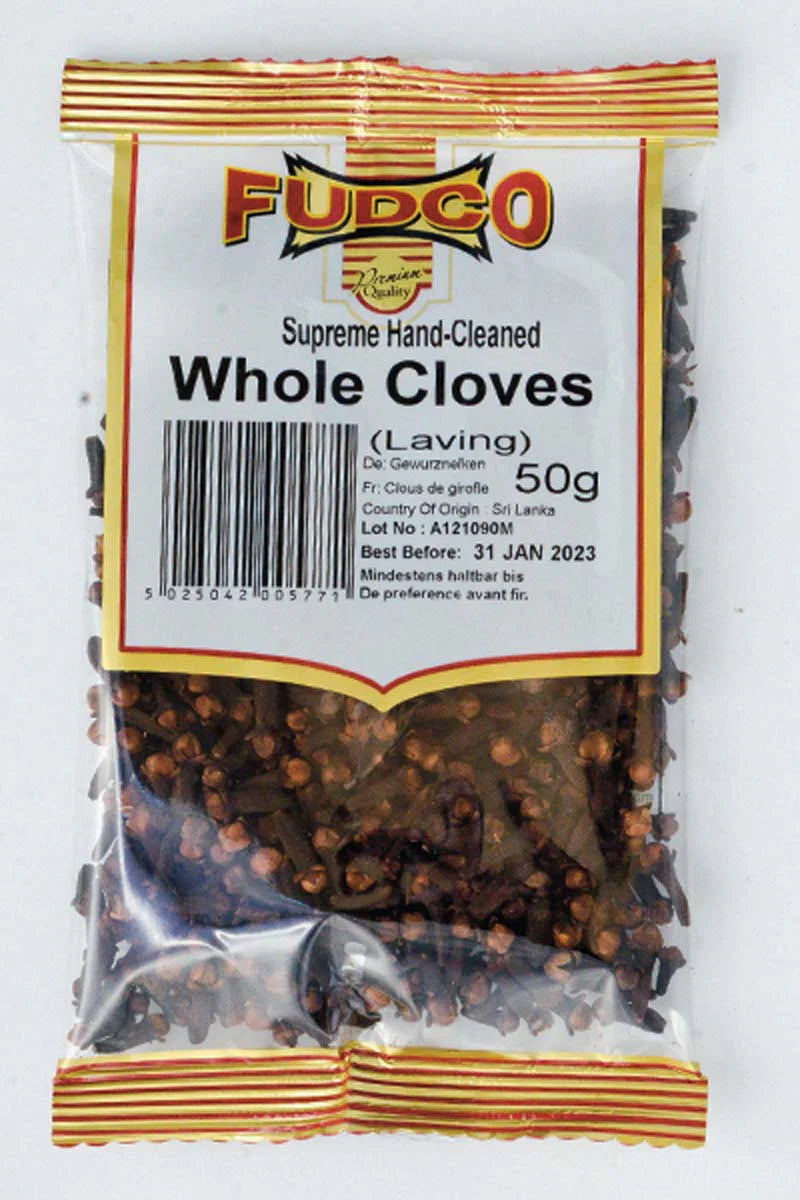 FUDCO
Premium
Quality
Supreme Hand-Cleaned
Whole Cloves
(Laving)
De: Gewurznelken
50g
Fr: Clous de girofle
Country Of Origin : Sri Lanka
Lot No : A121090M
Best Before: 31 JAN 2023
Mindestens haltbar bis
De preference avant fir.
5 025042 005771